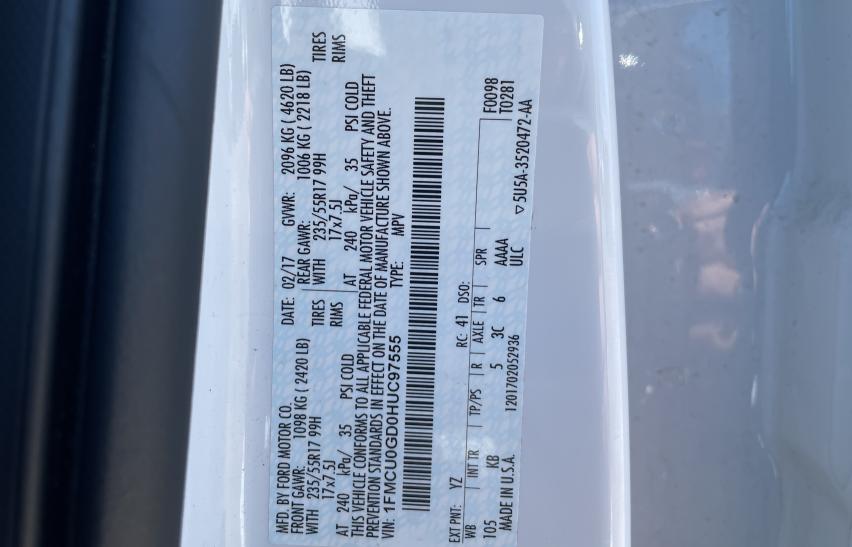 MFD. BY FORD MOTOR CO.
DATE: 02/17 GVWR: 2096 KG ( 4620 LB)
FRONT GAWR: 1098 KG ( 2420 LB)
REAR GAWR: 1006 KG ( 2218 LB)
WITH 235/55R17 99H TIRES
WITH 235/55R17 99H TIRES
17x7.5J RIMS
17x7.5J RIMS
AT 240 kPa/ 35 PSI COLD
AT 240 kPa/ 35 PSI COLD
THIS VEHICLE CONFORMS TO ALL APPLICABLE FEDERAL MOTOR VEHICLE SAFETY AND THEFT
PREVENTION STANDARDS IN EFFECT ON THE DATE OF MANUFACTURE SHOWN ABOVE.
VIN: 1FMCU0GD0HUC97555 TYPE: MPV
EXT PNT: YZ RC: 41 DSO:
F0098
T0281
WB INT TR TP/PS R AXLE TR SPR
105 KB 5 3C 6 AAAA
ULC
MADE IN U.S.A. 1201702052936
▽5U5A-3520472-AA